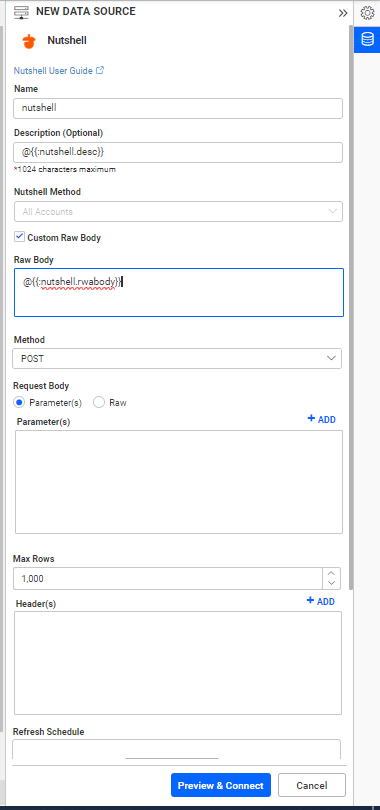 NEW DATA SOURCE
Nutshell
Nutshell User Guide
Name
nutshell
Description (Optional)
@{{:nutshell.desc}}
*1024 characters maximum
Nutshell Method
All Accounts
Custom Raw Body
Raw Body
@{{:nutshell.rwabody}}
Method
POST
Request Body
Parameter(s) Raw
Parameter(s) + ADD
Max Rows
1,000
Header(s) + ADD
Refresh Schedule
Preview & Connect Cancel